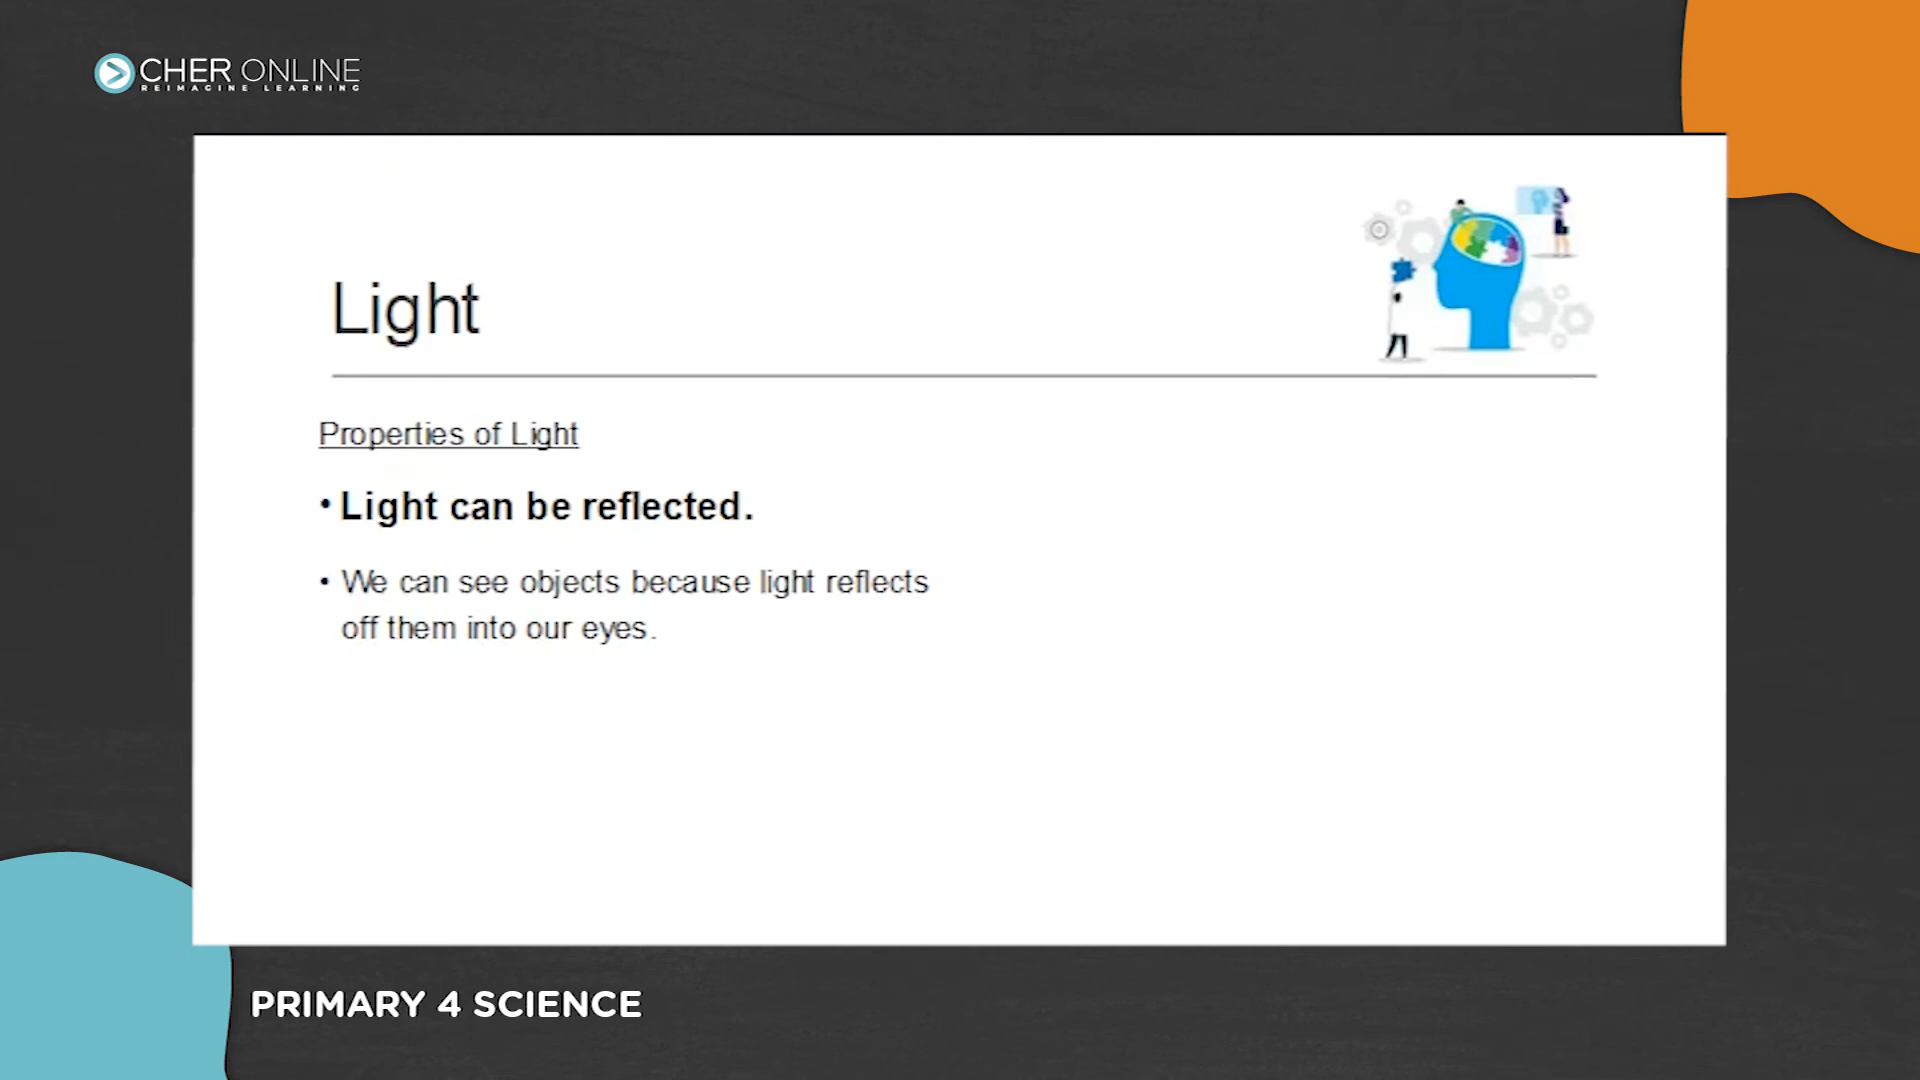 CHER ONLINE
REIMAGINE LEARNING
Light
Properties of Light
• Light can be reflected.
• We can see objects because light reflects
off them into our eyes.
PRIMARY 4 SCIENCE